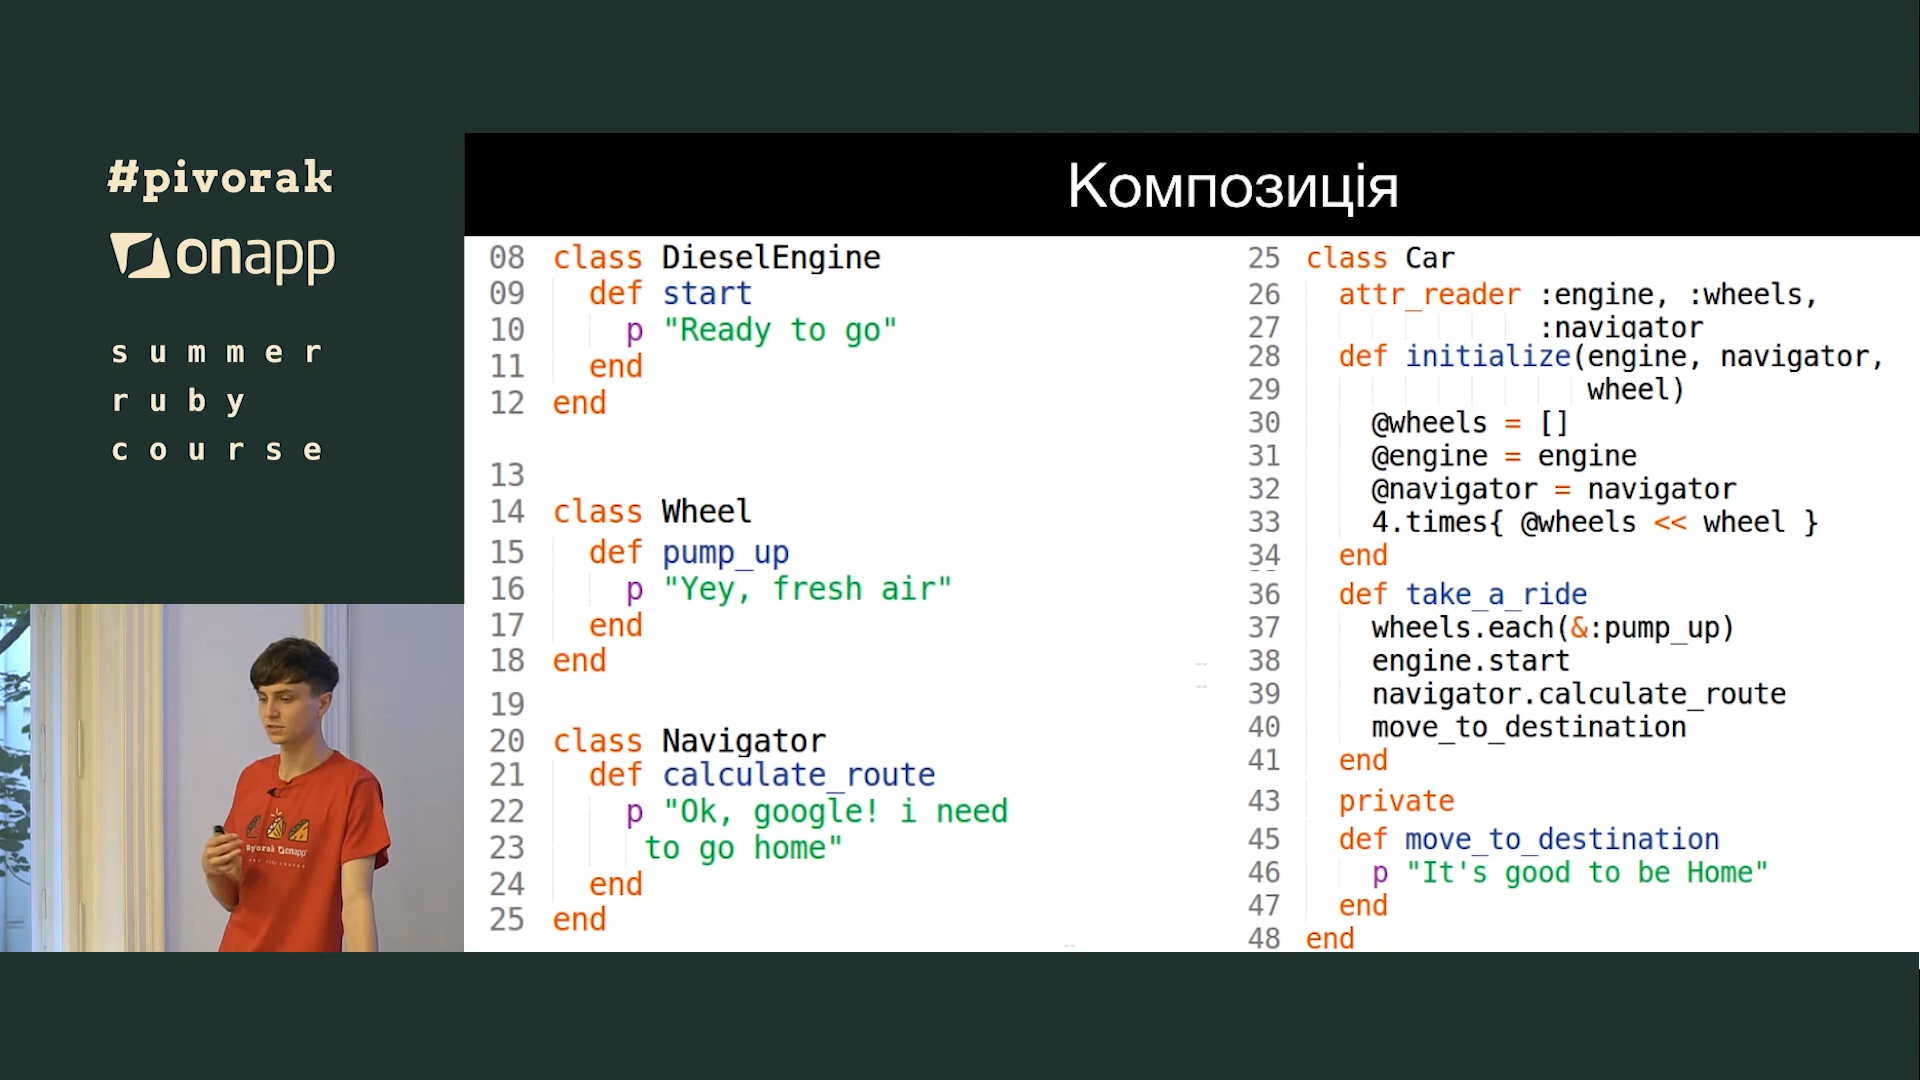 #pivorak
onapp
summer
ruby
course
Композиція
08 class DieselEngine
09 def start
10 p "Ready to go"
11 end
12 end
13
14 class Wheel
15 def pump_up
16 p "Yey, fresh air"
17 end
18 end
19
20 class Navigator
21 def calculate_route
22 p "Ok, google! i need
23 to go home"
24 end
25 end
25 class Car
26 attr_reader :engine, :wheels,
27 :navigator
28 def initialize(engine, navigator,
29 wheel)
30 @wheels = []
31 @engine = engine
32 @navigator = navigator
33 4.times{ @wheels << wheel }
34 end
36 def take_a_ride
37 wheels.each(&:pump_up)
38 engine.start
39 navigator.calculate_route
40 move_to_destination
41 end
43 private
45 def move_to_destination
46 p "It's good to be Home"
47 end
48 end
pivorak onapp